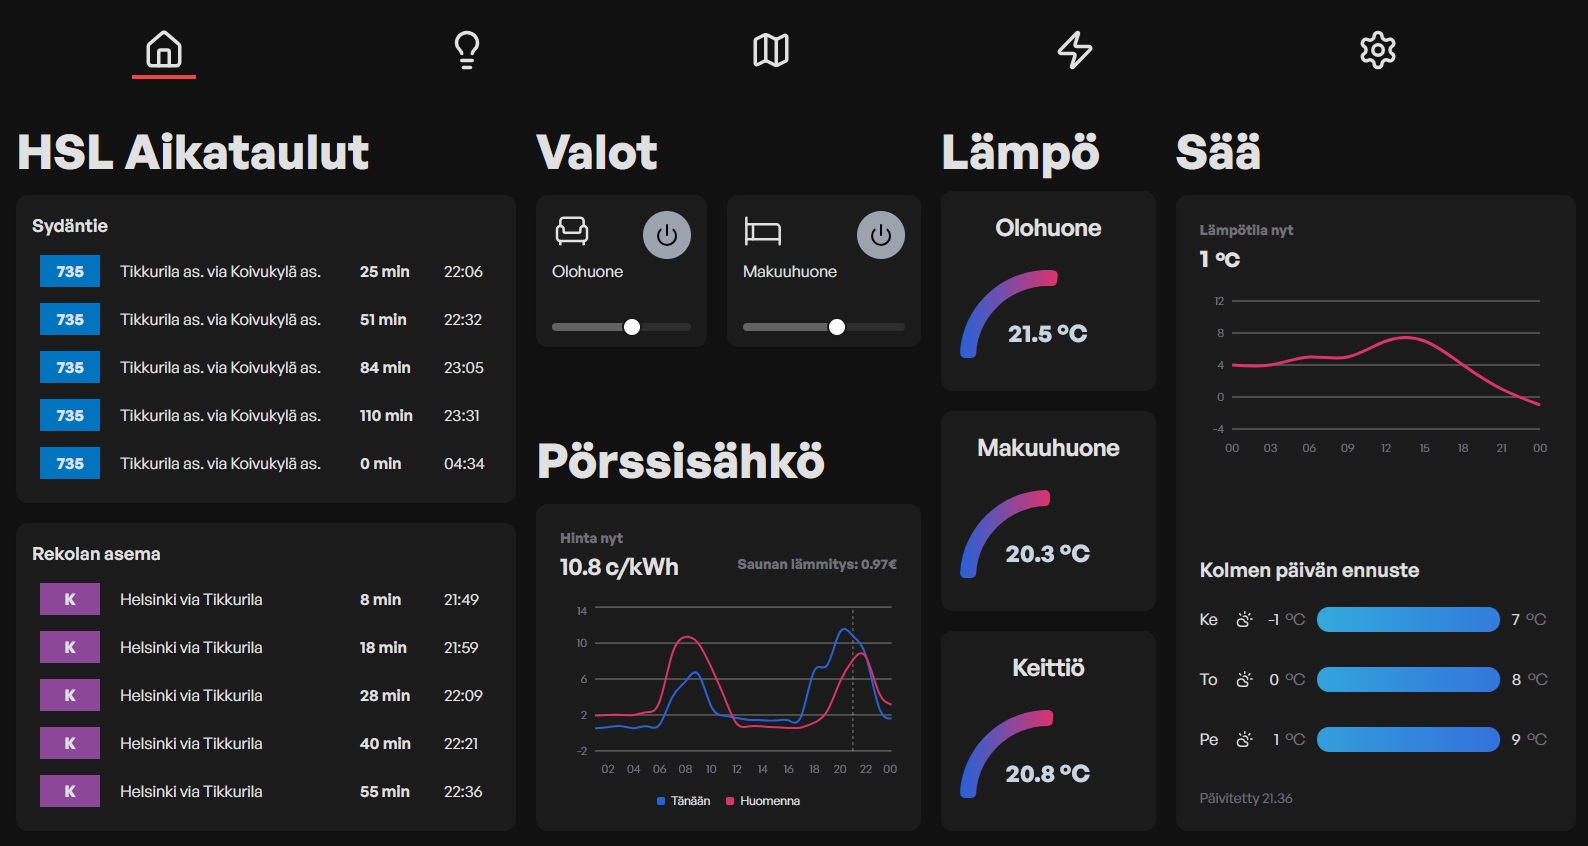 HSL Aikataulut
Sydäntie
735 Tikkurila as. via Koivukylä as. 25 min 22:06
735 Tikkurila as. via Koivukylä as. 51 min 22:32
735 Tikkurila as. via Koivukylä as. 84 min 23:05
735 Tikkurila as. via Koivukylä as. 110 min 23:31
735 Tikkurila as. via Koivukylä as. 0 min 04:34
Rekolan asema
K Helsinki via Tikkurila 8 min 21:49
K Helsinki via Tikkurila 18 min 21:59
K Helsinki via Tikkurila 28 min 22:09
K Helsinki via Tikkurila 40 min 22:21
K Helsinki via Tikkurila 55 min 22:36
Valot
Olohuone
Makuuhuone
Pörssisähkö
Hinta nyt
10.8 c/kWh
Saunan lämmitys: 0.97€
14
10
6
2
-2
02 04 06 08 10 12 14 16 18 20 22 00
Tänään Huomenna
Lämpö
Olohuone
21.5 °C
Makuuhuone
20.3 °C
Keittiö
20.8 °C
Sää
Lämpötila nyt
1 °C
12
8
4
0
-4
00 03 06 09 12 15 18 21 00
Kolmen päivän ennuste
Ke -1 °C 7 °C
To 0 °C 8 °C
Pe 1 °C 9 °C
Päivitetty 21.36